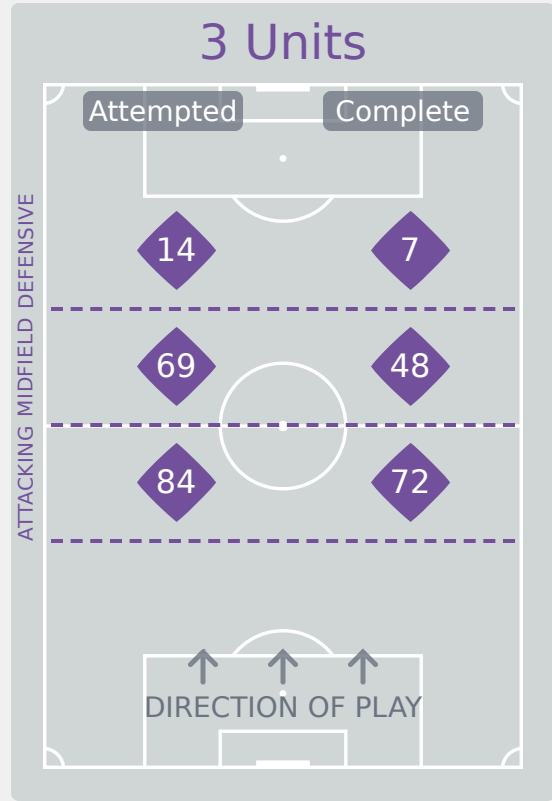 3 Units
Attempted Complete
ATTACKING MIDFIELD DEFENSIVE
14 7
69 48
84 72
DIRECTION OF PLAY